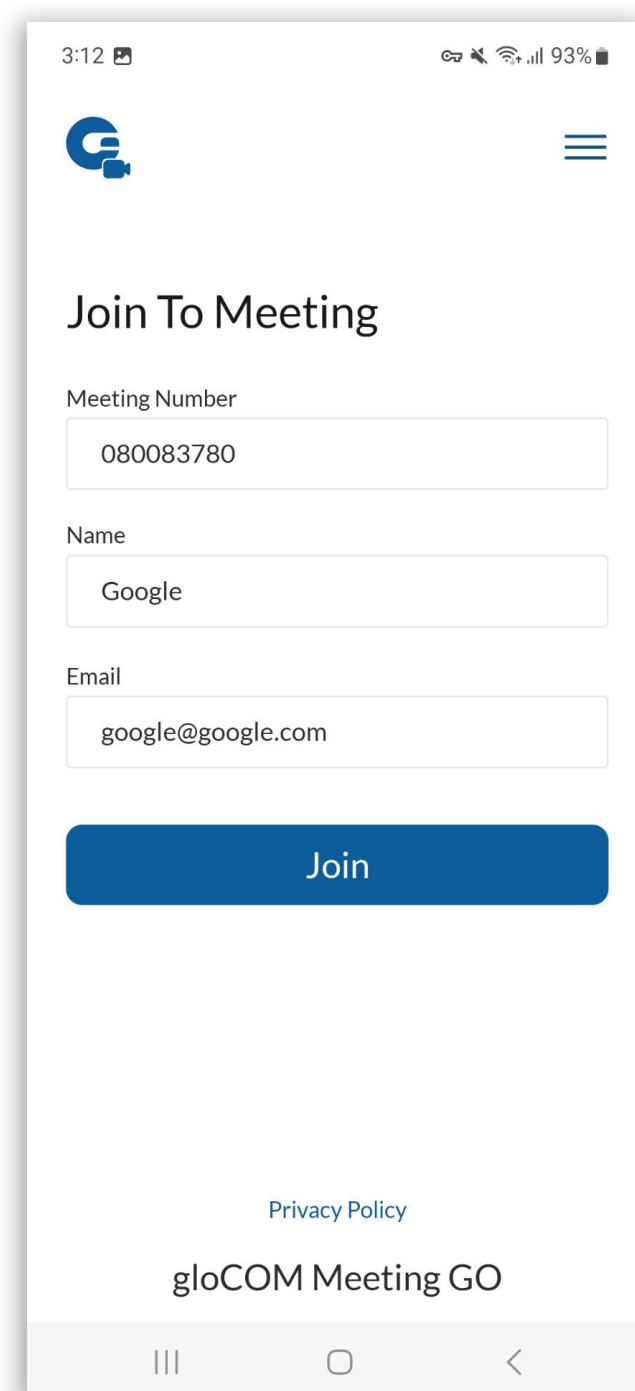 3:12
93%
Join To Meeting
Meeting Number
080083780
Name
Google
Email
google@google.com
Join
Privacy Policy
gloCOM Meeting GO